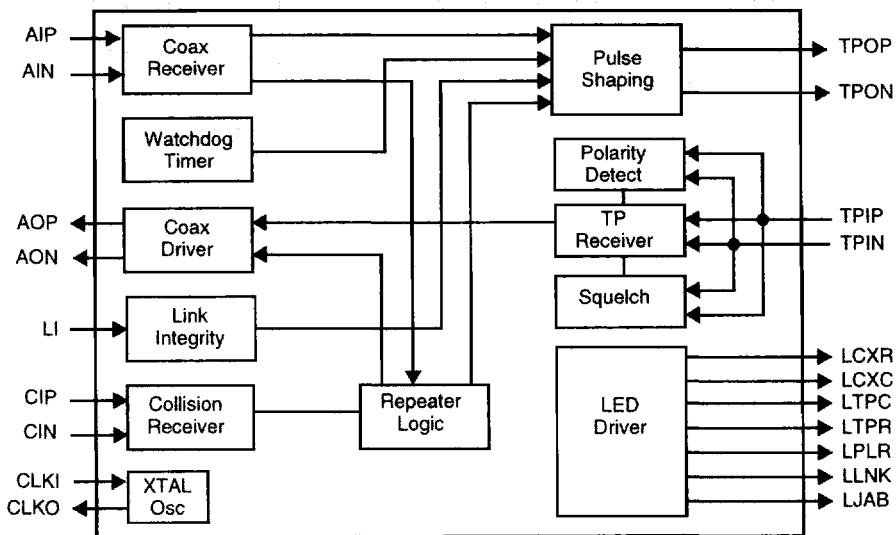 AIP
AIN
Coax
Receiver
Pulse
Shaping
TPOP
TPON
Watchdog
Timer
Polarity
Detect
AOP
AON
Coax
Driver
TP
Receiver
TPIP
TPIN
Squelch
LI
Link
Integrity
CIP
CIN
Collision
Receiver
Repeater
Logic
LED
Driver
LCXR
LCXC
LTPC
LTPR
LPLR
LLNK
LJAB
CLKI
CLKO
XTAL
Osc